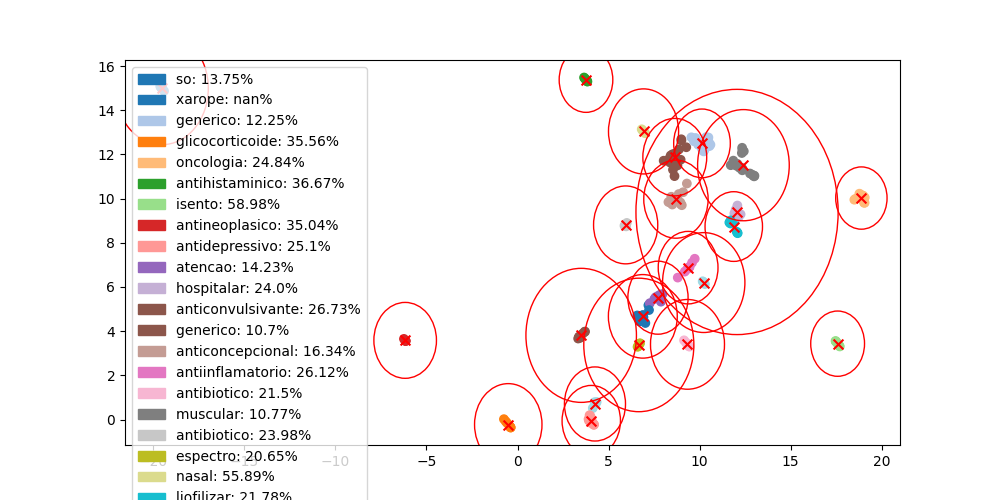 16
14
12
10
8
6
4
2
0
-20
-15
−10
−5
0
5
10
15
20
so: 13.75%
xarope: nan%
generico: 12.25%
glicocorticoide: 35.56%
oncologia: 24.84%
antihistaminico: 36.67%
isento: 58.98%
antineoplasico: 35.04%
antidepressivo: 25.1%
atencao: 14.23%
hospitalar: 24.0%
anticonvulsivante: 26.73%
generico: 10.7%
anticoncepcional: 16.34%
antiinflamatorio: 26.12%
antibiotico: 21.5%
muscular: 10.77%
antibiotico: 23.98%
espectro: 20.65%
nasal: 55.89%
liofilizar: 21.78%